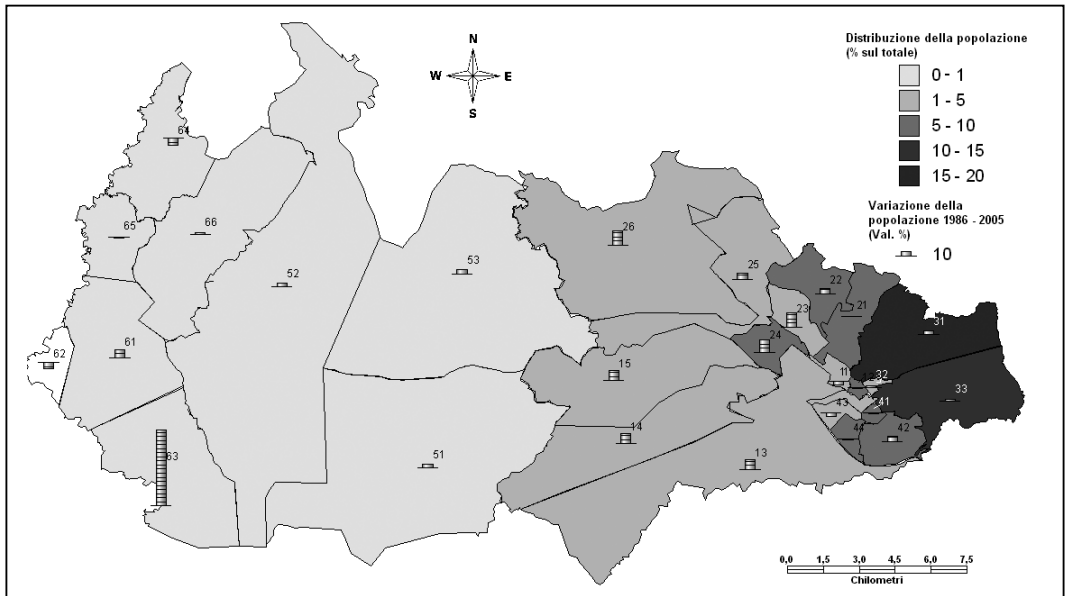 N
W E
S
Distribuzione della popolazione
(% sul totale)
0 - 1
1 - 5
5 - 10
10 - 15
15 - 20
Variazione della
popolazione 1986 - 2005
(Val. %)
10
64
65
66
26
53
52
25
22
21
23
31
62
61
24
15
11
32
33
43
41
14
44
42
63
51
13
0,0 1,5 3,0 4,5 6,0 7,5
Chilometri